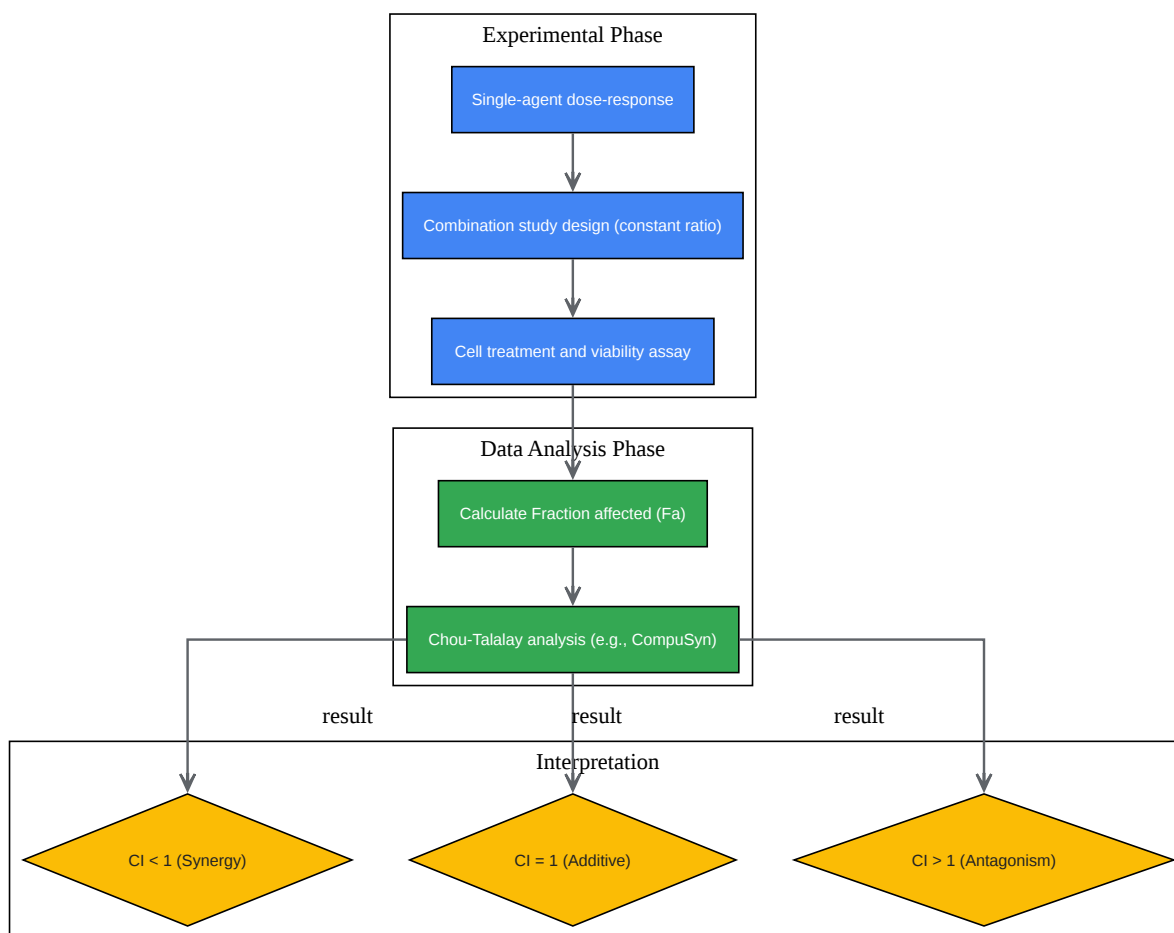 Experimental Phase
Single-agent dose-response
Combination study design (constant ratio)
Cell treatment and viability assay
Data Analysis Phase
Calculate Fraction affected (Fa)
Chou-Talalay analysis (e.g., CompuSyn)
result
result
result
Interpretation
CI < 1 (Synergy)
CI = 1 (Additive)
CI > 1 (Antagonism)